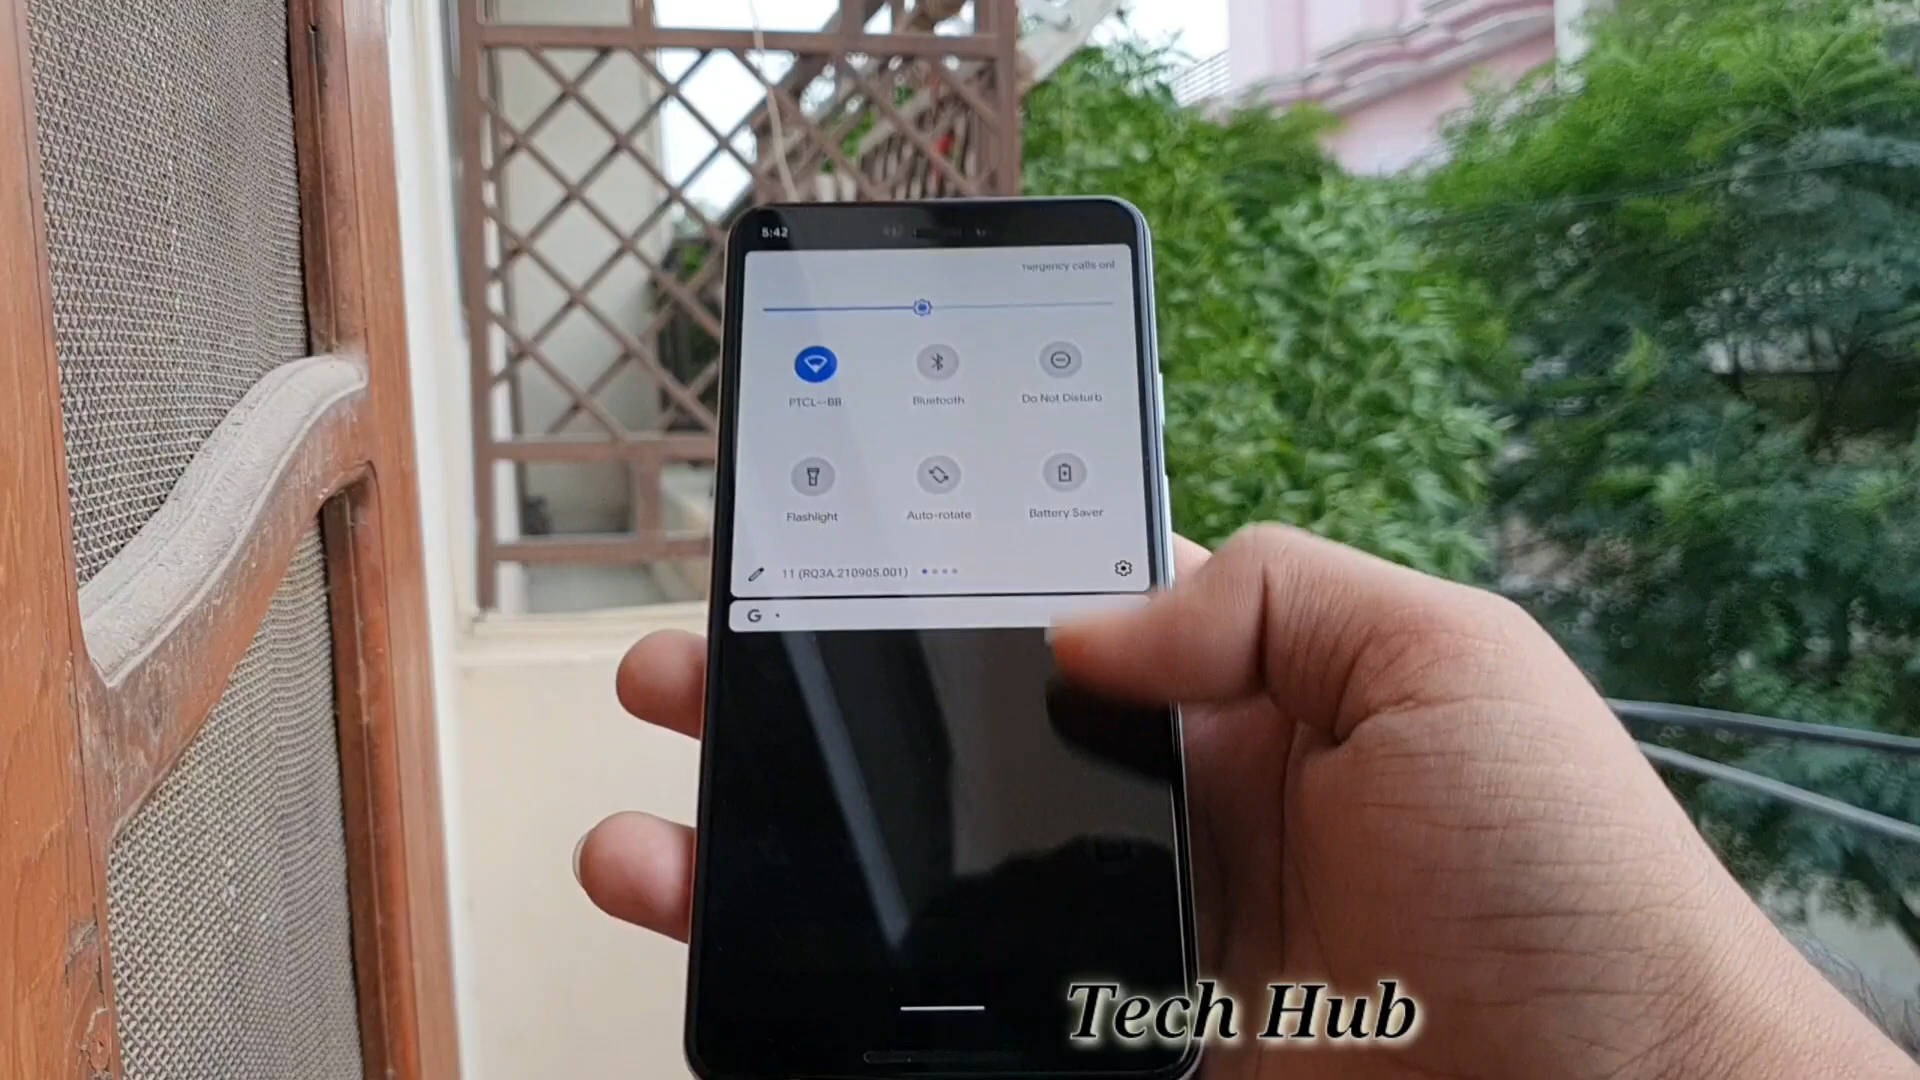 5:42
mergency calls onl
PTCL--BB
Bluetooth
Do Not Disturb
Flashlight
Auto-rotate
Battery Saver
11 (RQ3A.210905.001)
G
Tech Hub